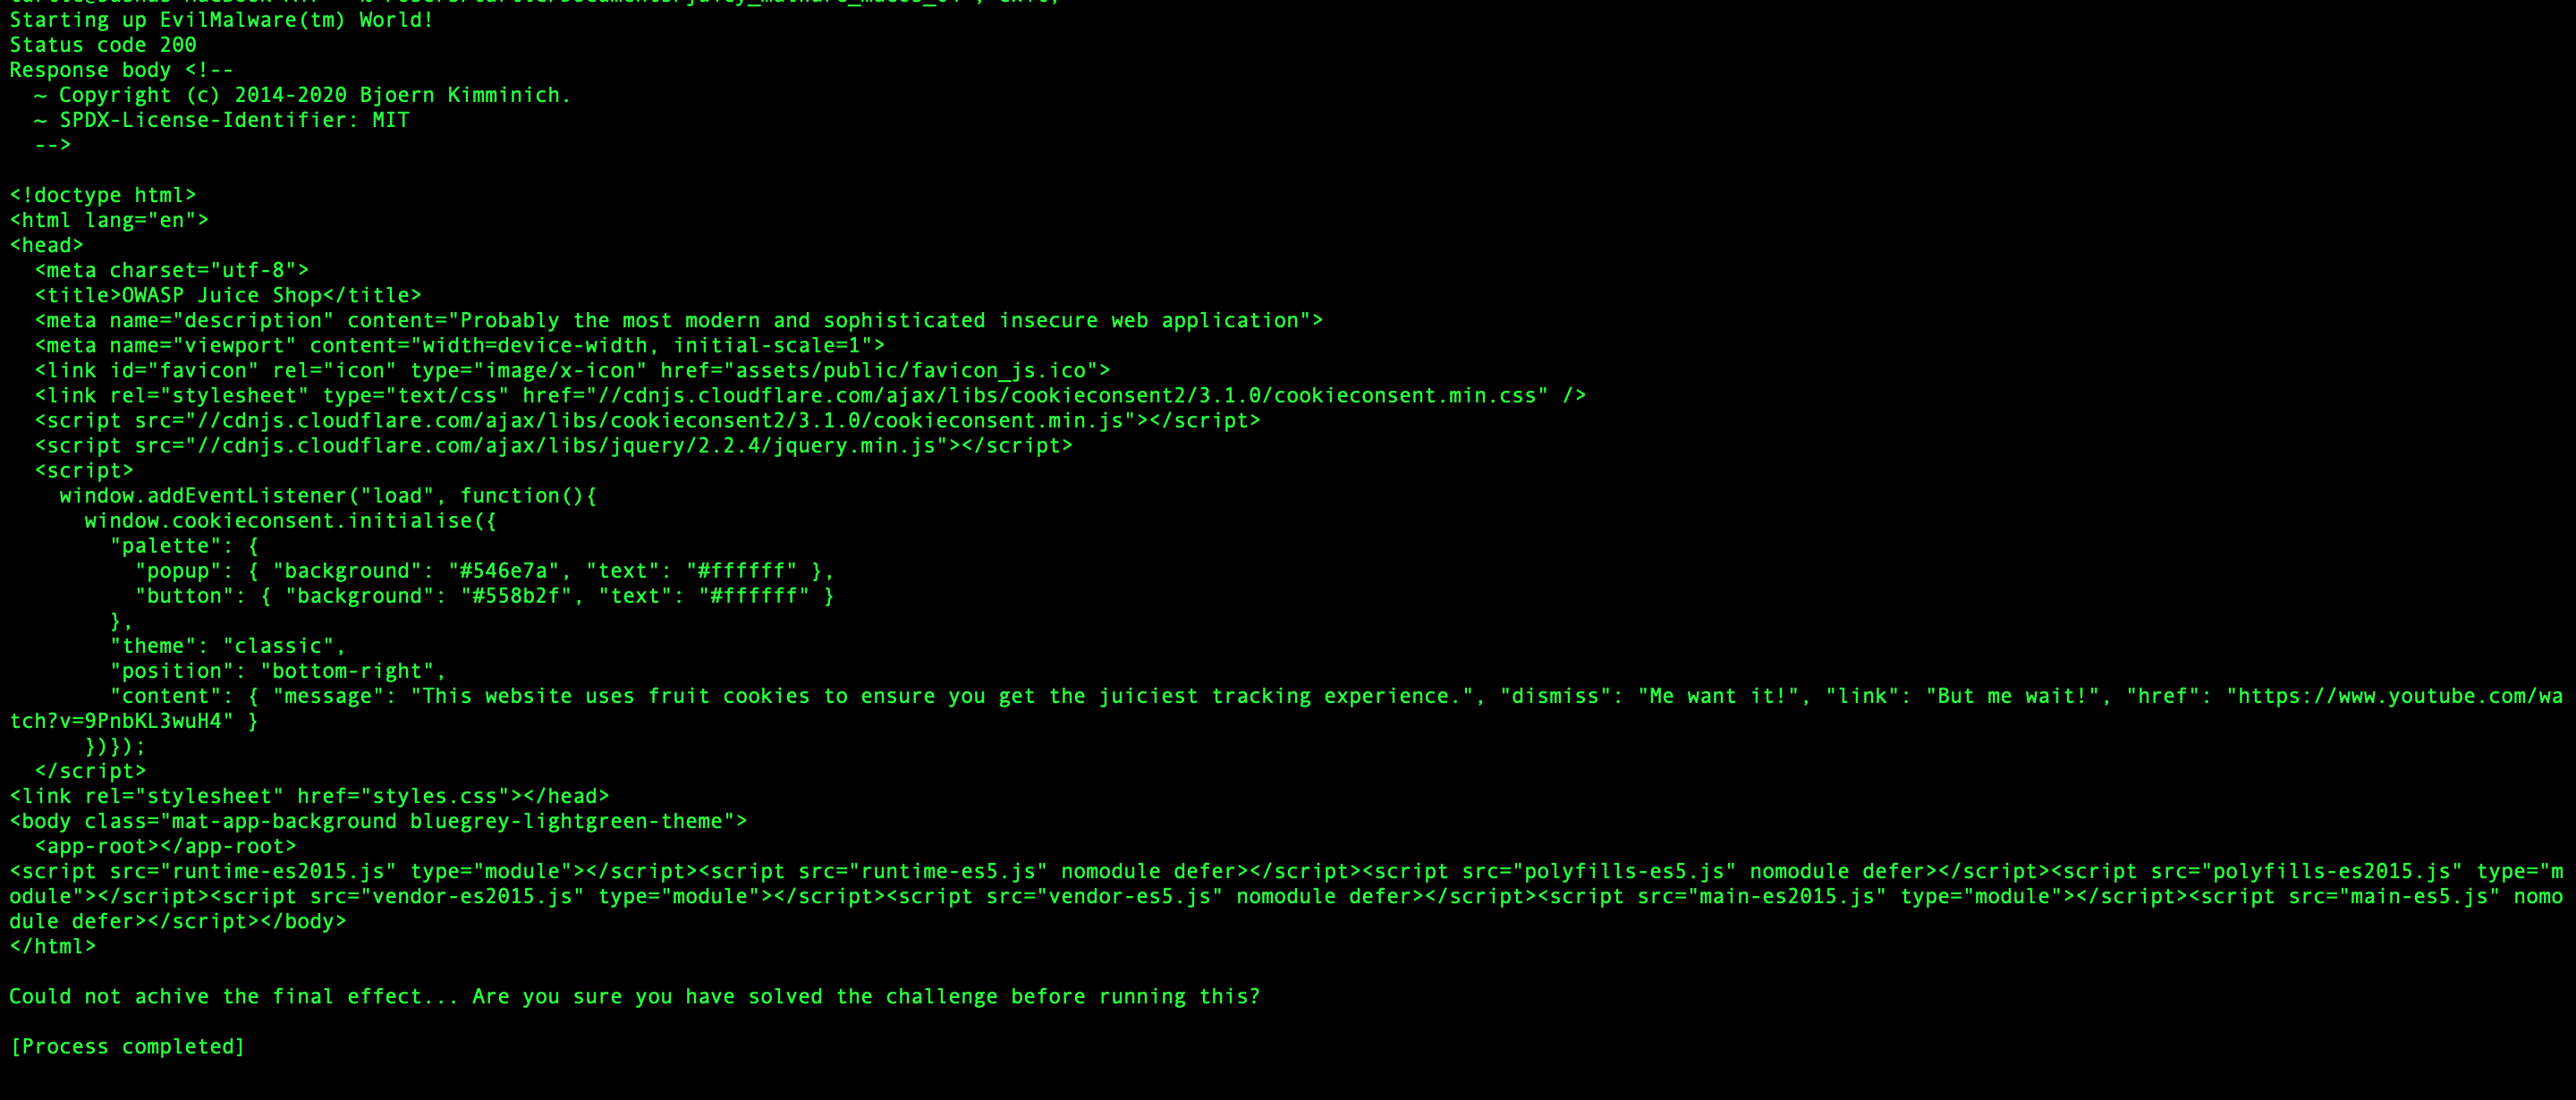 Starting up EvilMalware(tm) World!
Status code 200
Response body <!--
  ~ Copyright (c) 2014-2020 Bjoern Kimminich.
  ~ SPDX-License-Identifier: MIT
  -->

<!doctype html>
<html lang="en">
<head>
  <meta charset="utf-8">
  <title>OWASP Juice Shop</title>
  <meta name="description" content="Probably the most modern and sophisticated insecure web application">
  <meta name="viewport" content="width=device-width, initial-scale=1">
  <link id="favicon" rel="icon" type="image/x-icon" href="assets/public/favicon_js.ico">
  <link rel="stylesheet" type="text/css" href="//cdnjs.cloudflare.com/ajax/libs/cookieconsent2/3.1.0/cookieconsent.min.css" />
  <script src="//cdnjs.cloudflare.com/ajax/libs/cookieconsent2/3.1.0/cookieconsent.min.js"></script>
  <script src="//cdnjs.cloudflare.com/ajax/libs/jquery/2.2.4/jquery.min.js"></script>
  <script>
    window.addEventListener("load", function(){
      window.cookieconsent.initialise({
        "palette": {
          "popup": { "background": "#546e7a", "text": "#ffffff" },
          "button": { "background": "#558b2f", "text": "#ffffff" }
        },
        "theme": "classic",
        "position": "bottom-right",
        "content": { "message": "This website uses fruit cookies to ensure you get the juiciest tracking experience.", "dismiss": "Me want it!", "link": "But me wait!", "href": "https://www.youtube.com/wa
tch?v=9PnbKL3wuH4" }
      })});
  </script>
<link rel="stylesheet" href="styles.css"></head>
<body class="mat-app-background bluegrey-lightgreen-theme">
  <app-root></app-root>
<script src="runtime-es2015.js" type="module"></script><script src="runtime-es5.js" nomodule defer></script><script src="polyfills-es5.js" nomodule defer></script><script src="polyfills-es2015.js" type="m
odule"></script><script src="vendor-es2015.js" type="module"></script><script src="vendor-es5.js" nomodule defer></script><script src="main-es2015.js" type="module"></script><script src="main-es5.js" nomo
dule defer></script></body>
</html>

Could not achive the final effect... Are you sure you have solved the challenge before running this?

[Process completed]